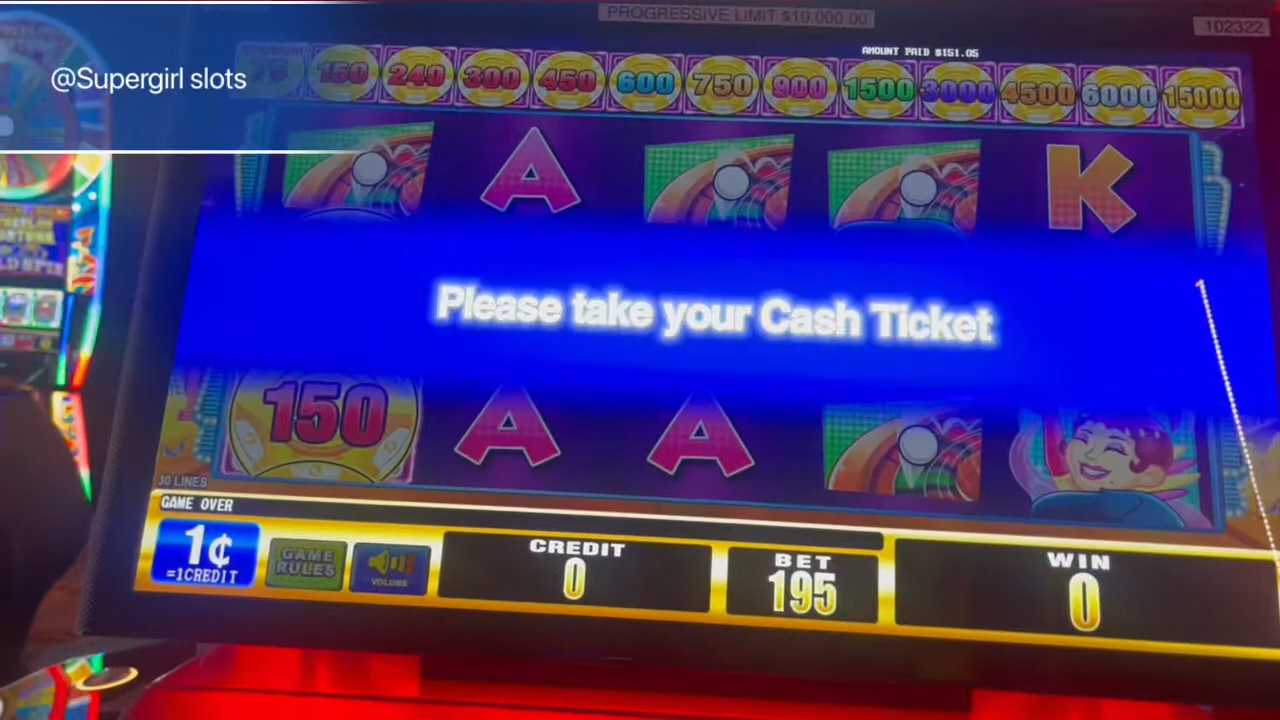 PROGRESSIVE LIMIT $10,000.00
102322
AMOUNT PAID $151.05
@Supergirl slots
150 240 300 450 600 750 900 1500 3000 4500 6000 15000
A K
Please take your Cash Ticket
150 A A
30 LINES
GAME OVER
1¢
=1CREDIT
GAME
RULES
VOLUME
CREDIT
0
BET
195
WIN
0